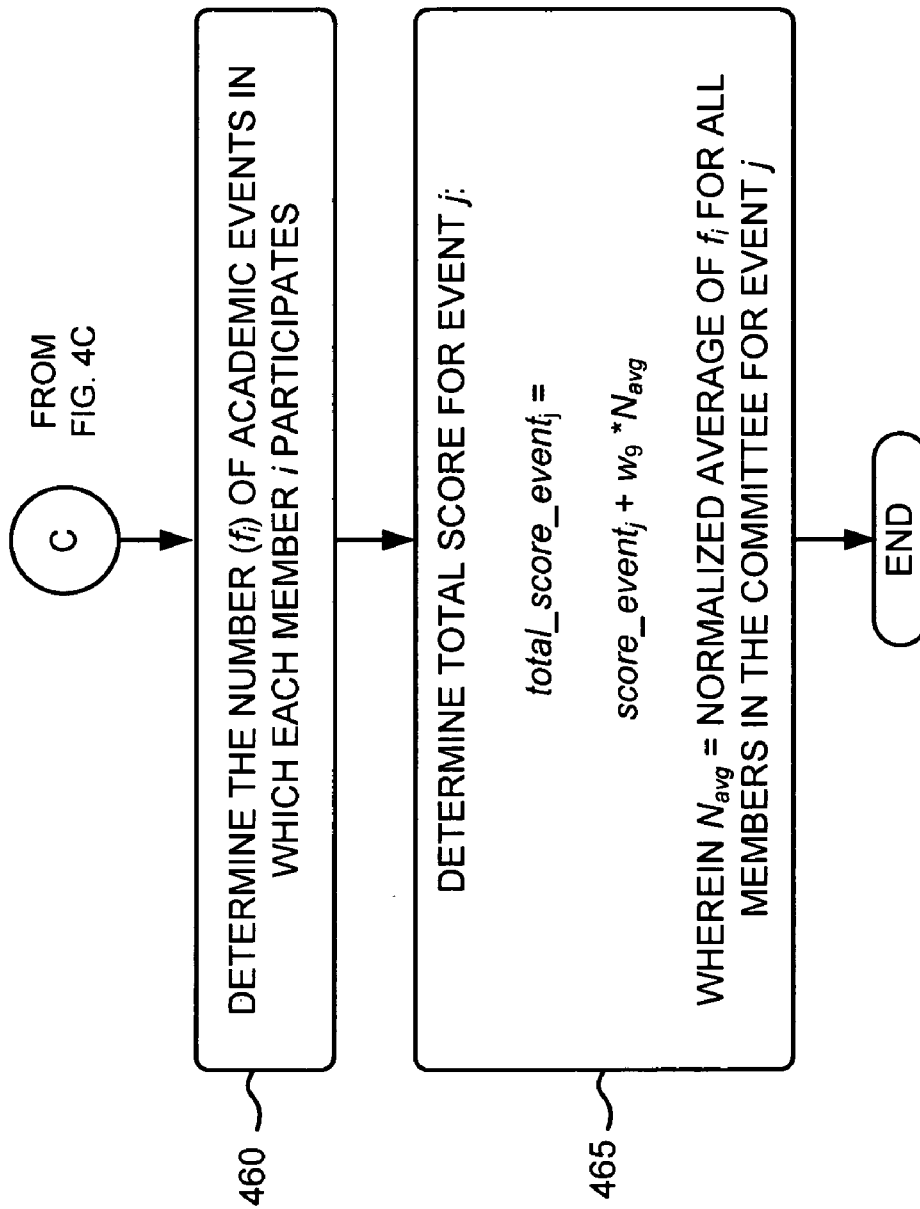 FROM
FIG. 4C
C
DETERMINE THE NUMBER (fi) OF ACADEMIC EVENTS IN
WHICH EACH MEMBER i PARTICIPATES
460
DETERMINE TOTAL SCORE FOR EVENT j:
total_score_eventj =
score_eventj + w9 *Navg
WHEREIN Navg = NORMALIZED AVERAGE OF fi FOR ALL
MEMBERS IN THE COMMITTEE FOR EVENT j
465
END